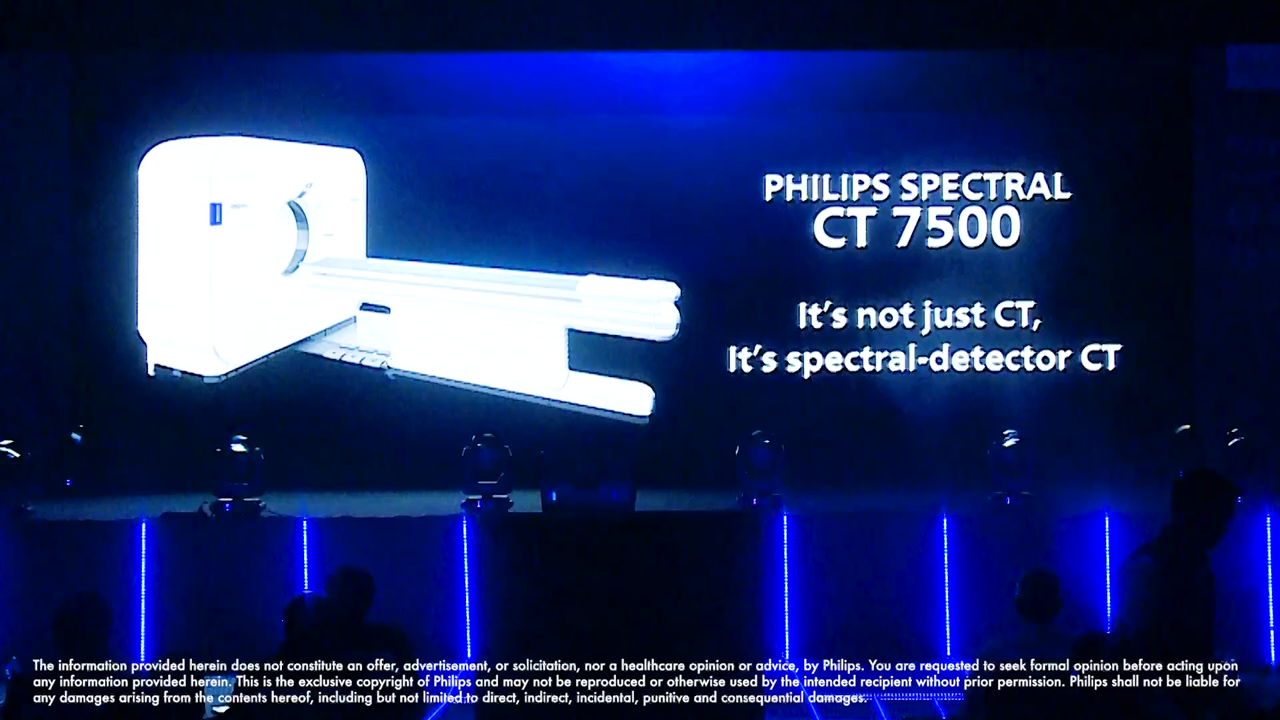 PHILIPS SPECTRAL
CT 7500
It's not just CT,
It's spectral-detector CT
The information provided herein does not constitute an offer, advertisement, or solicitation, nor a healthcare opinion or advice, by Philips. You are requested to seek formal opinion before acting upon
any information provided herein. This is the exclusive copyright of Philips and may not be reproduced or otherwise used by the intended recipient without prior permission. Philips shall not be liable for
any damages arising from the contents hereof, including but not limited to direct, indirect, incidental, punitive and consequential damages.